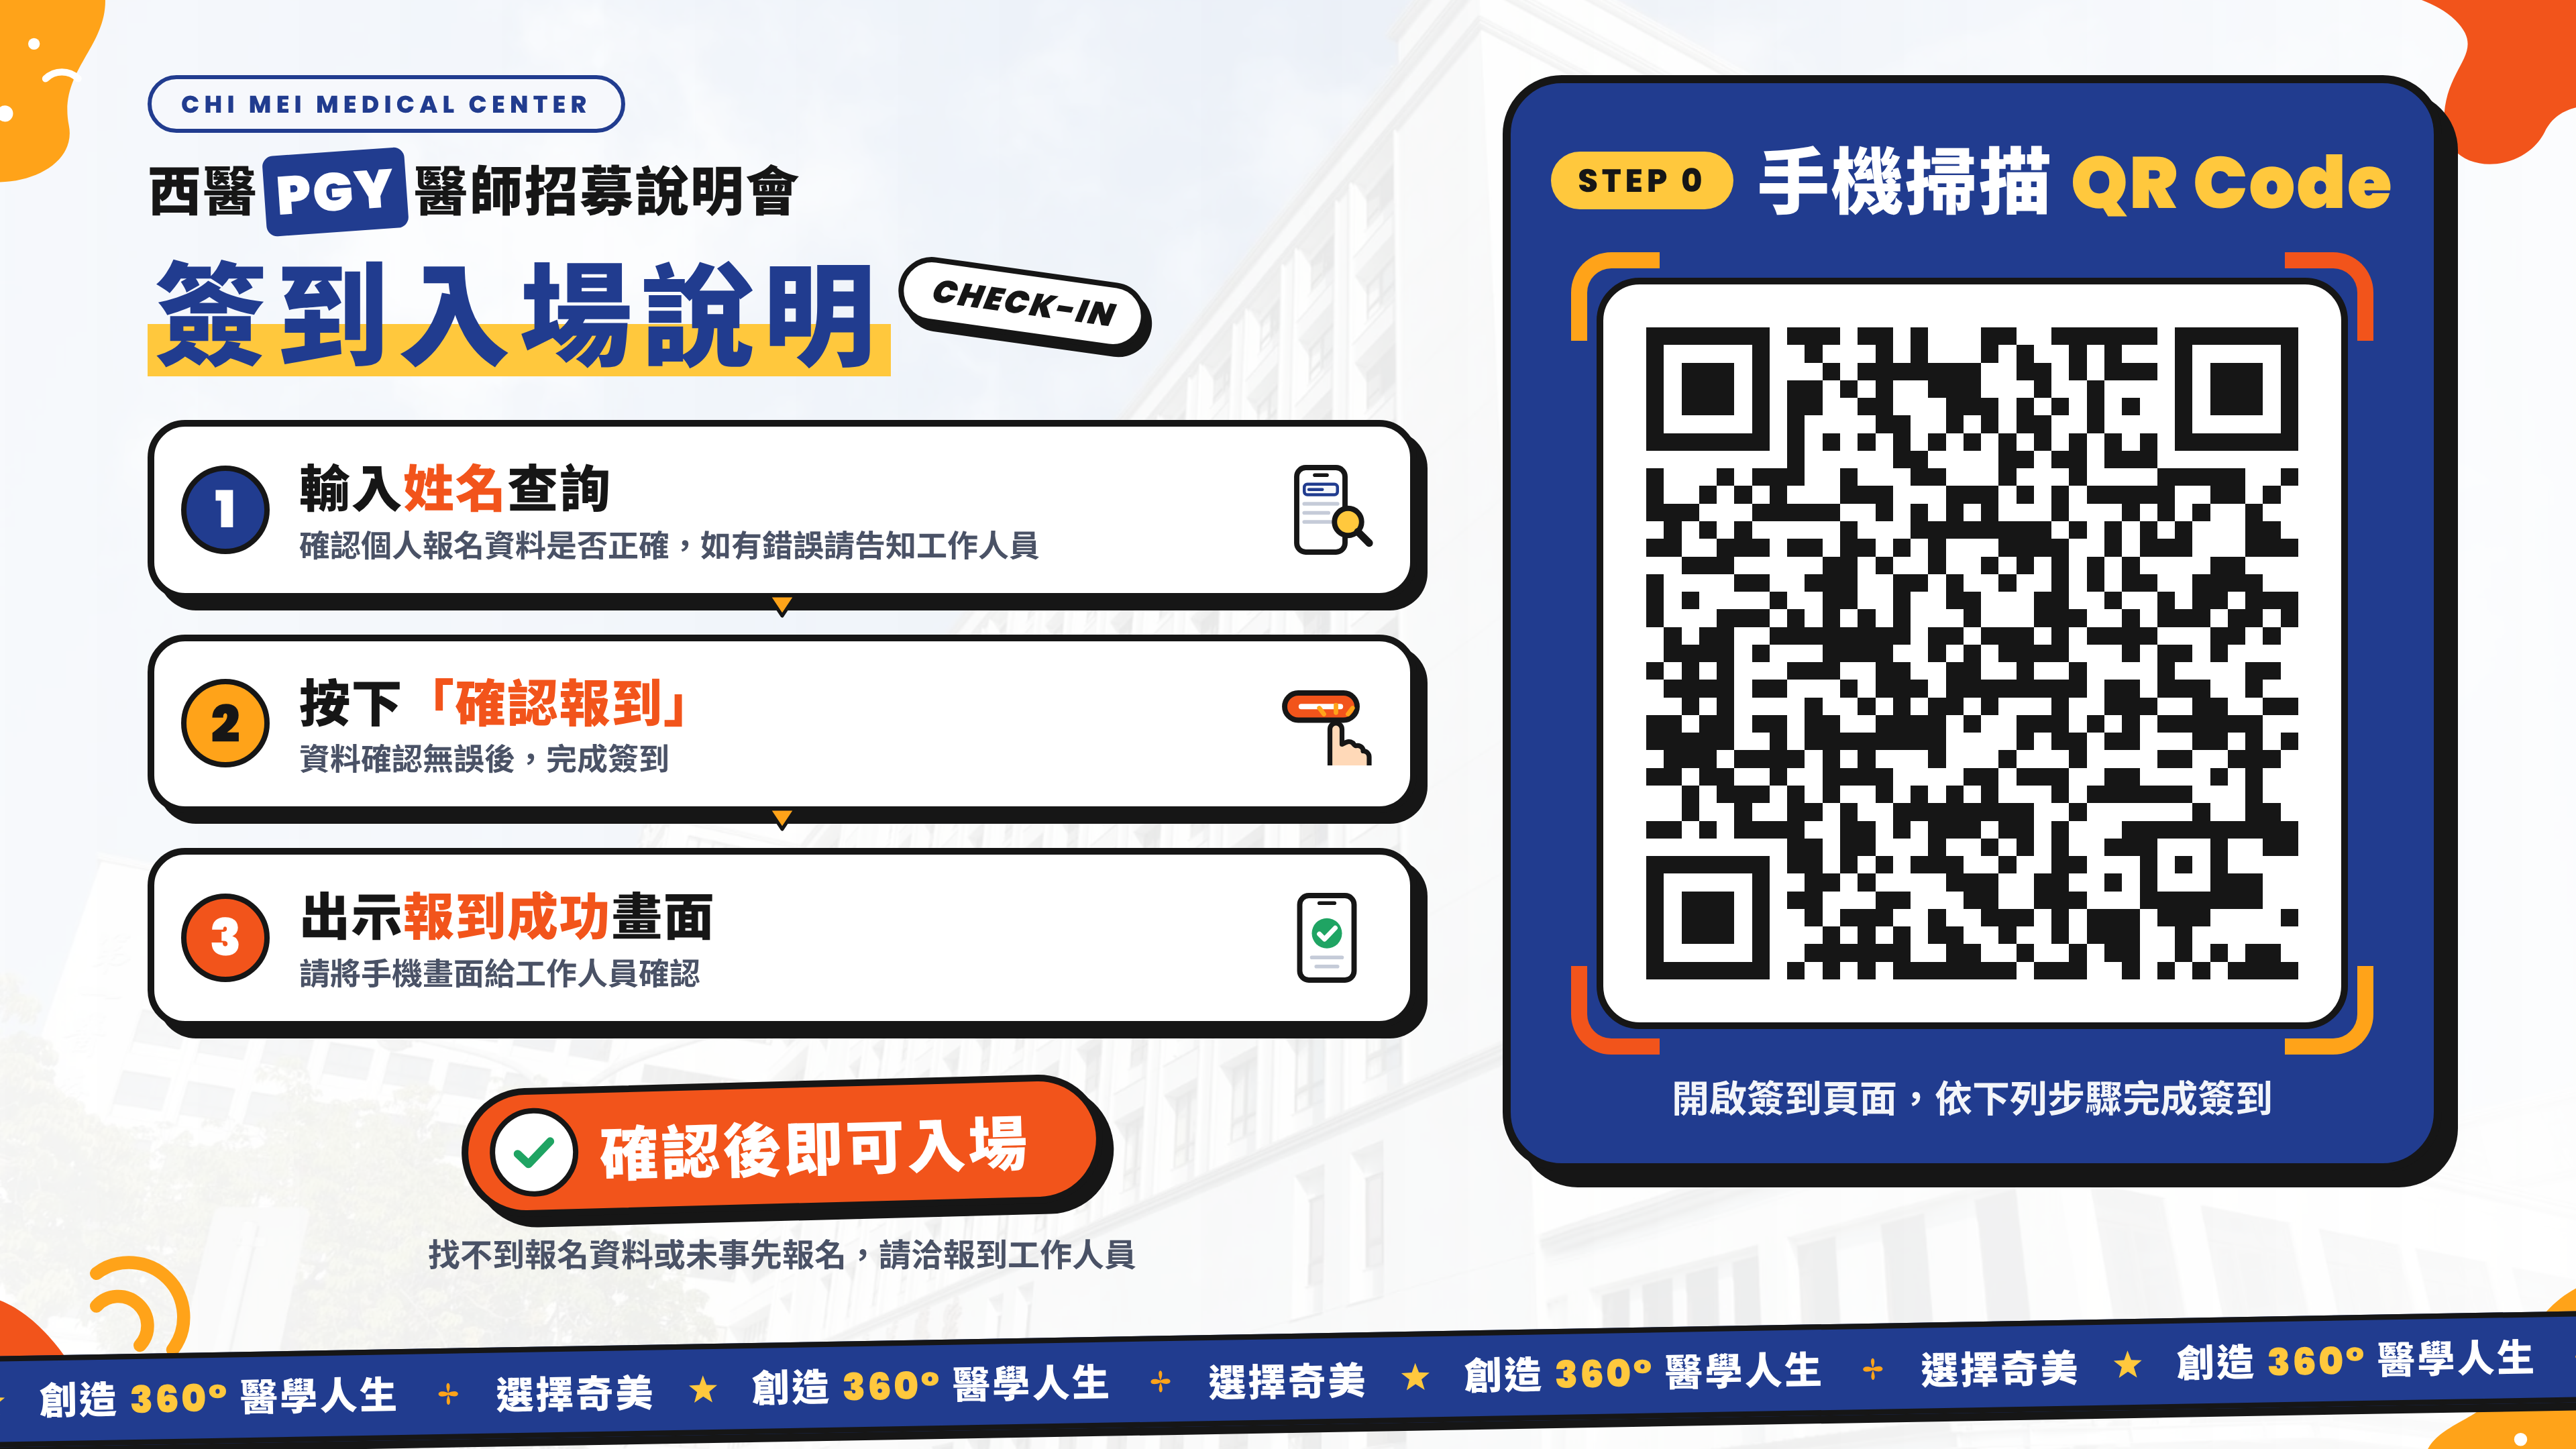 CHI MEI MEDICAL CENTER
西醫 PGY 醫師招募說明會
簽到入場說明
CHECK-IN
1
輸入姓名查詢
確認個人報名資料是否正確，如有錯誤請告知工作人員
2
按下「確認報到」
資料確認無誤後，完成簽到
3
出示報到成功畫面
請將手機畫面給工作人員確認
確認後即可入場
找不到報名資料或未事先報名，請洽報到工作人員
STEP 0 手機掃描 QR Code
開啟簽到頁面，依下列步驟完成簽到
創造 360° 醫學人生 選擇奇美 ★ 創造 360° 醫學人生 選擇奇美 ★ 創造 360° 醫學人生 選擇奇美 ★ 創造 360° 醫學人生